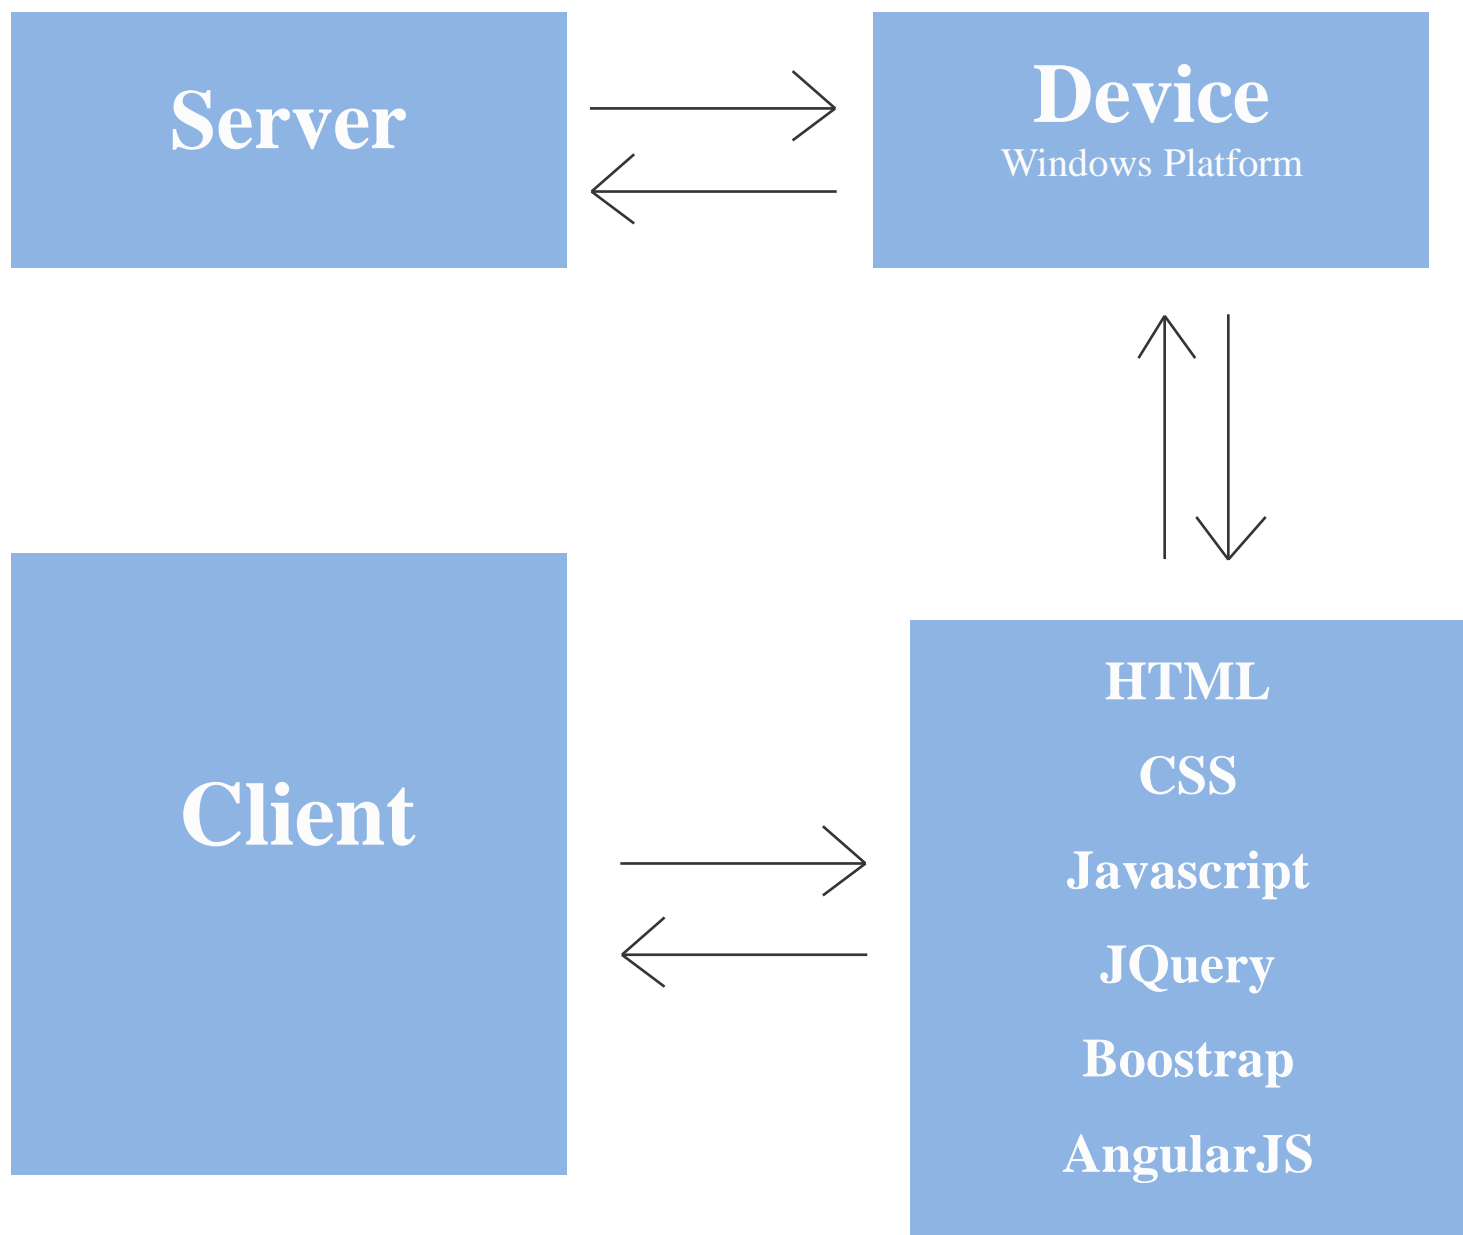 Server
Device
Windows Platform
Client
HTML
CSS
Javascript
JQuery
Boostrap
AngularJS